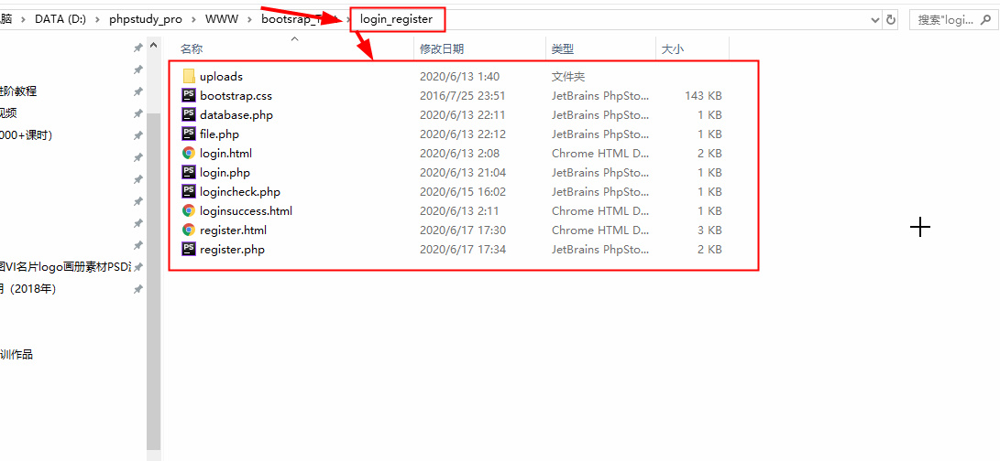 脑 > DATA (D:) > phpstudy_pro > WWW > > login_register
搜索"logi...
名称 修改日期 类型 大小
uploads 2020/6/13 1:40 文件夹
bootstrap.css 2016/7/25 23:51 JetBrains PhpSto... 143 KB
database.php 2020/6/13 22:11 JetBrains PhpSto... 1 KB
file.php 2020/6/13 22:12 JetBrains PhpSto... 1 KB
login.html 2020/6/13 2:08 Chrome HTML D... 2 KB
login.php 2020/6/13 21:04 JetBrains PhpSto... 1 KB
logincheck.php 2020/6/15 16:02 JetBrains PhpSto... 1 KB
loginsuccess.html 2020/6/13 2:11 Chrome HTML D... 1 KB
register.html 2020/6/17 17:30 Chrome HTML D... 3 KB
register.php 2020/6/17 17:34 JetBrains PhpSto... 2 KB
进阶教程
视频
000+课时)
图VI名片logo画册素材PSD
(2018年)
训作品